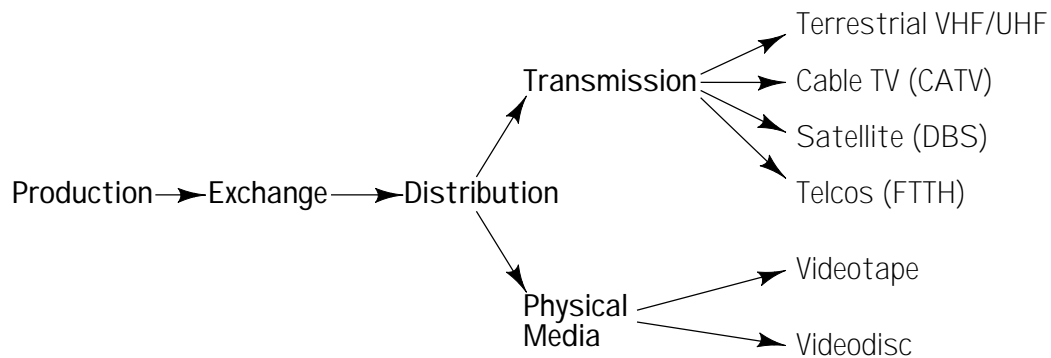 Production
Exchange
Distribution
Transmission
Terrestrial VHF/UHF
Cable TV (CATV)
Satellite (DBS)
Telcos (FTTH)
Physical
Media
Videotape
Videodisc